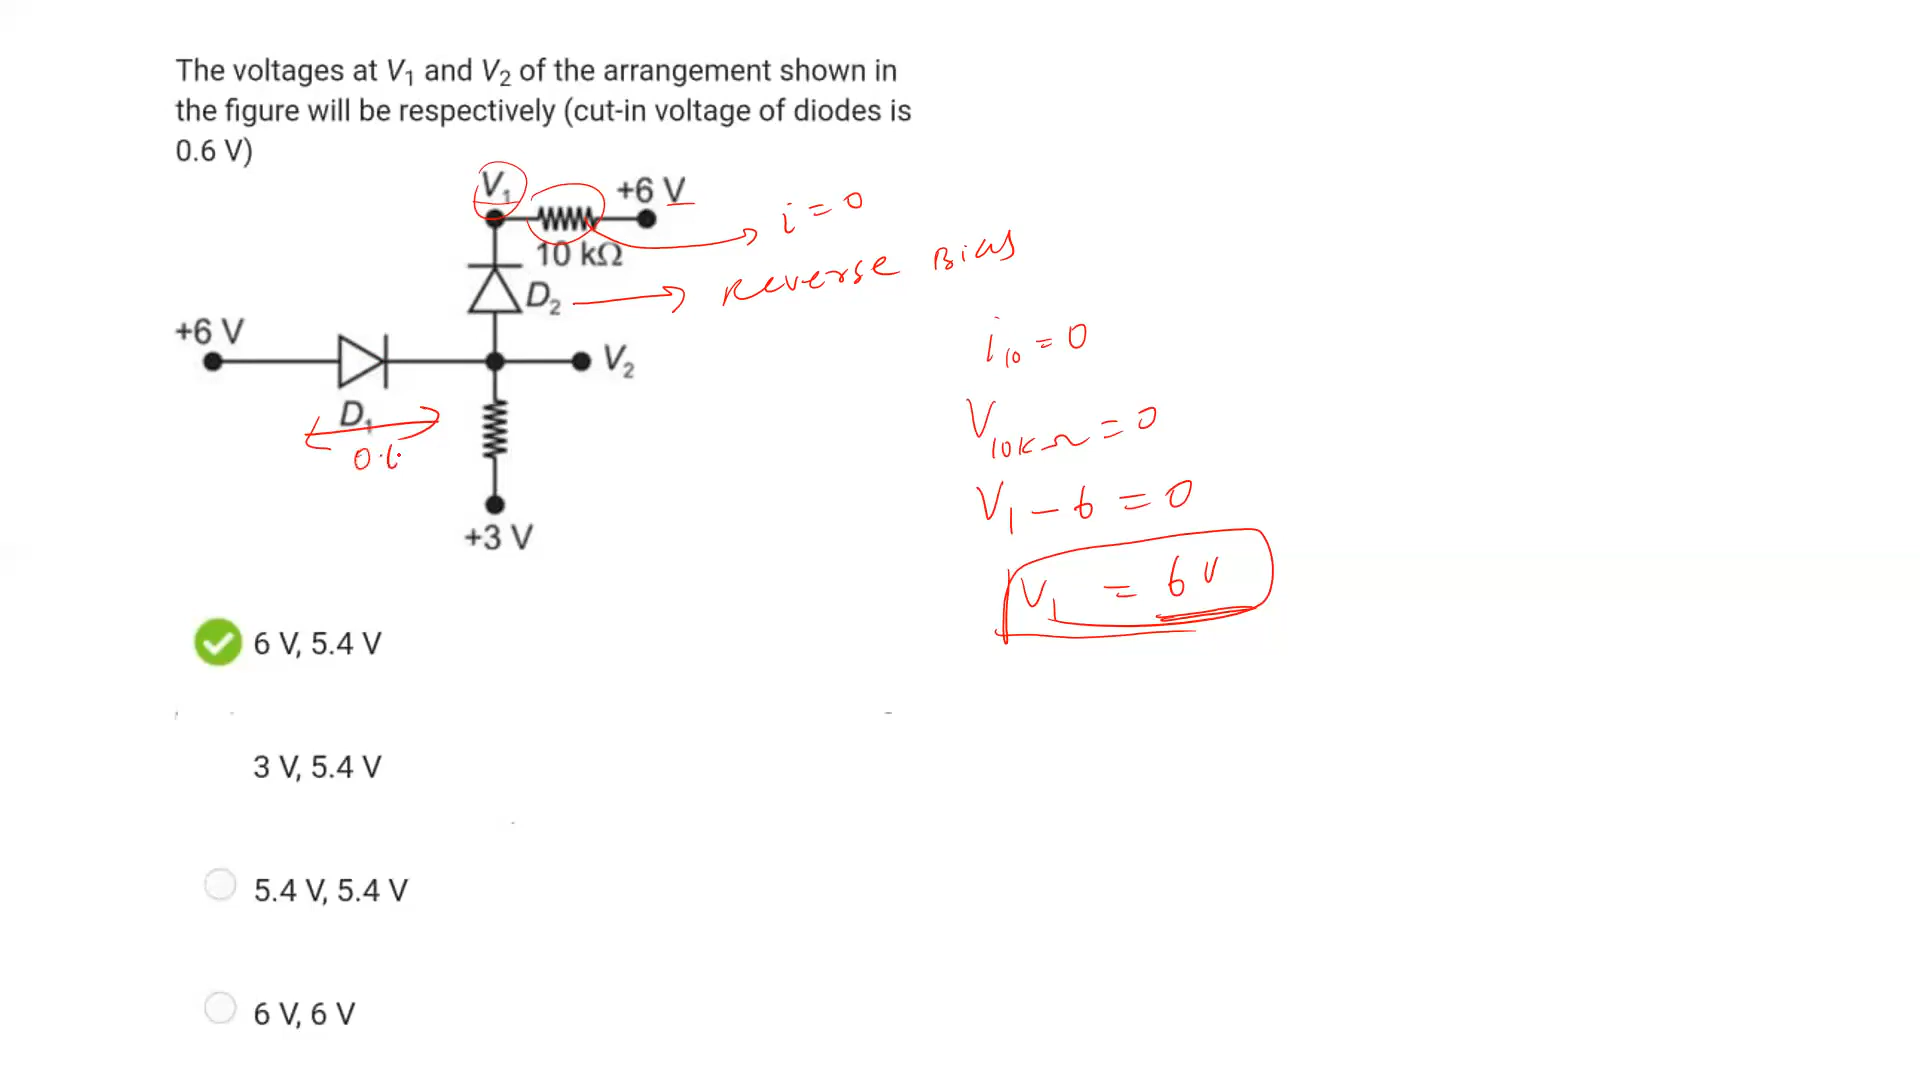 The voltages at V₁ and V₂ of the arrangement shown in
the figure will be respectively (cut-in voltage of diodes is
0.6 V)
V₁
+6 V
i = 0
10 kΩ
D₂
Reverse Bias
+6 V
V₂
i₁₀ = 0
D₁
V₁₀ₖΩ = 0
0.6
V₁ - 6 = 0
+3 V
V₁ = 6 V
6 V, 5.4 V
3 V, 5.4 V
5.4 V, 5.4 V
6 V, 6 V